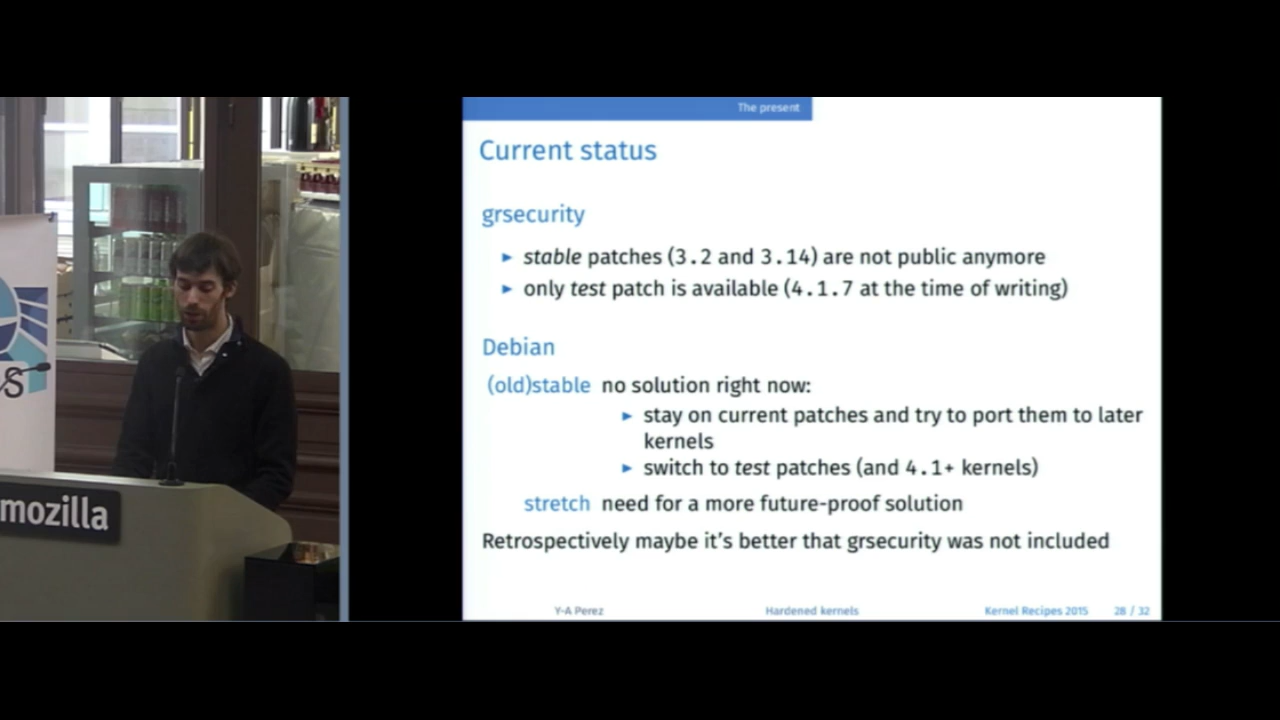 The present
Current status
grsecurity
stable patches (3.2 and 3.14) are not public anymore
only test patch is available (4.1.7 at the time of writing)
Debian
(old)stable no solution right now:
stay on current patches and try to port them to later
kernels
switch to test patches (and 4.1+ kernels)
stretch need for a more future-proof solution
Retrospectively maybe it's better that grsecurity was not included
Y-A Perez Hardened kernels Kernel Recipes 2015 28 / 32
mozilla